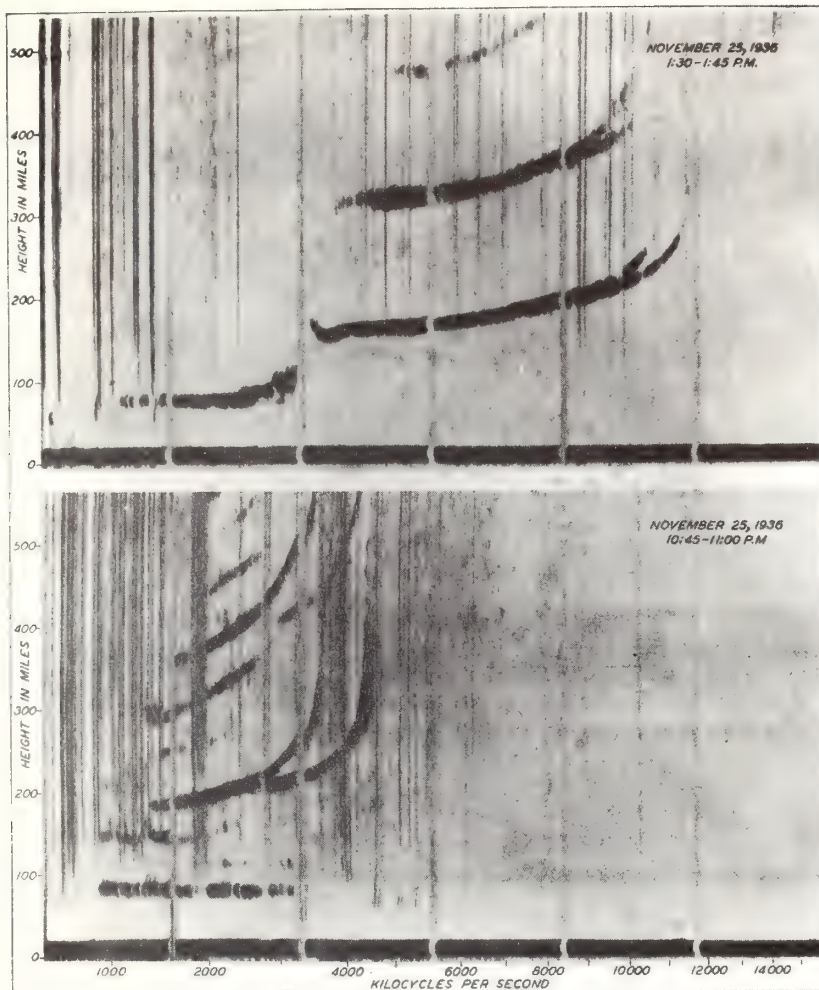 500
NOVEMBER 25, 1936
1:30-1:45 P.M.
400
HEIGHT IN MILES
300
200
100
0
500
NOVEMBER 25, 1936
10:45-11:00 P.M
400
HEIGHT IN MILES
300
200
100
0
1000 2000 4000 6000 8000 10000 12000 14000
KILOCYCLES PER SECOND